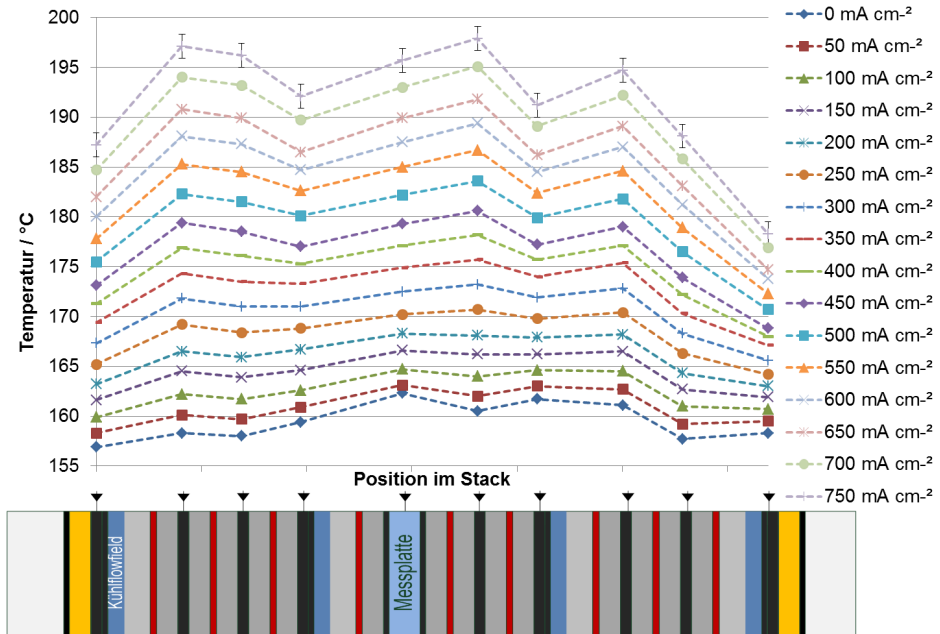 Temperatur / °C
200
195
190
185
180
175
170
165
160
155
Position im Stack
0 mA cm-²
50 mA cm-²
100 mA cm-²
150 mA cm-²
200 mA cm-²
250 mA cm-²
300 mA cm-²
350 mA cm-²
400 mA cm-²
450 mA cm-²
500 mA cm-²
550 mA cm-²
600 mA cm-²
650 mA cm-²
700 mA cm-²
750 mA cm-²
Kühlflowfield
Messplatte